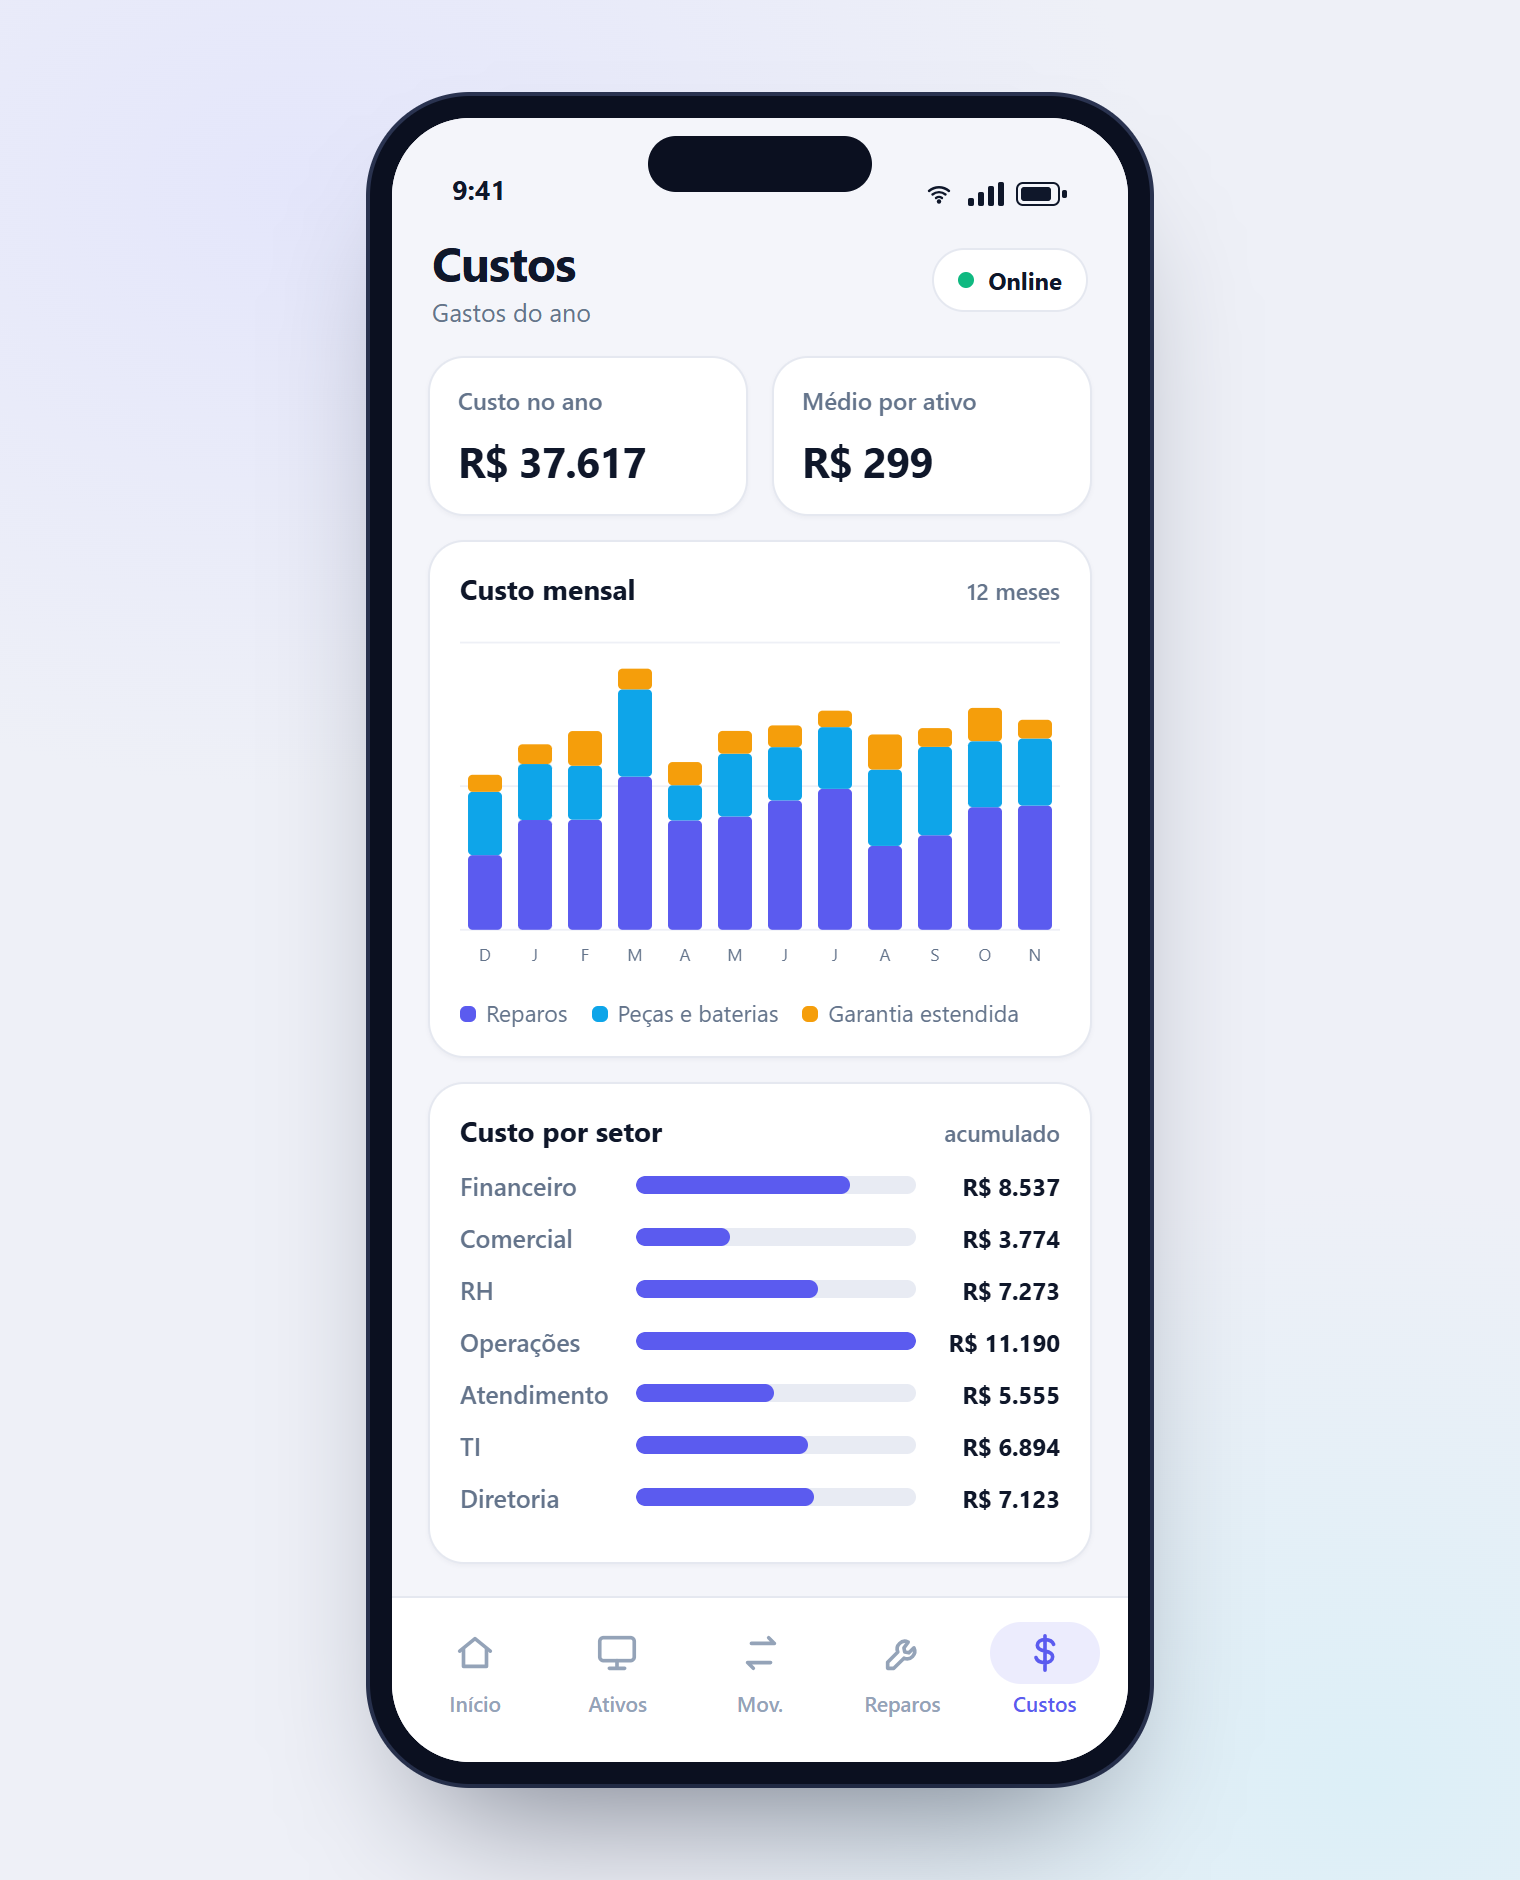 9:41
Custos
Gastos do ano
Online
Custo no ano
R$ 37.617
Médio por ativo
R$ 299
Custo mensal
12 meses
D J F M A M J J A S O N
Reparos Peças e baterias Garantia estendida
Custo por setor
acumulado
Financeiro R$ 8.537
Comercial R$ 3.774
RH R$ 7.273
Operações R$ 11.190
Atendimento R$ 5.555
TI R$ 6.894
Diretoria R$ 7.123
Início Ativos Mov. Reparos Custos